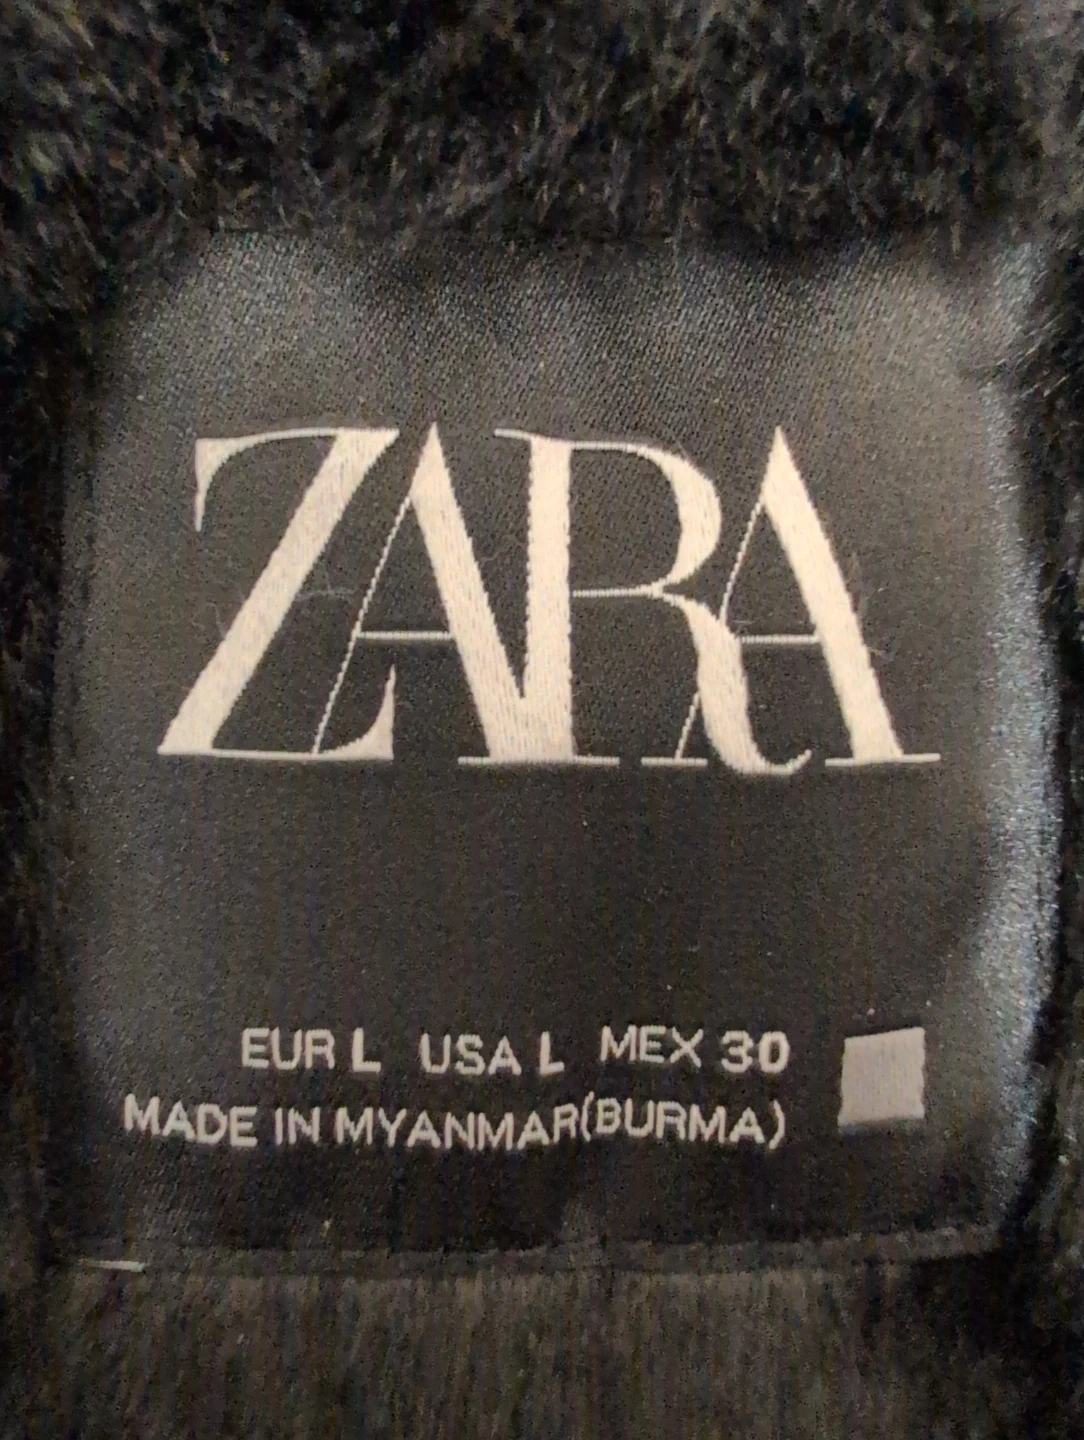 ZARA
EUR L USA L MEX 30
MADE IN MYANMAR(BURMA)